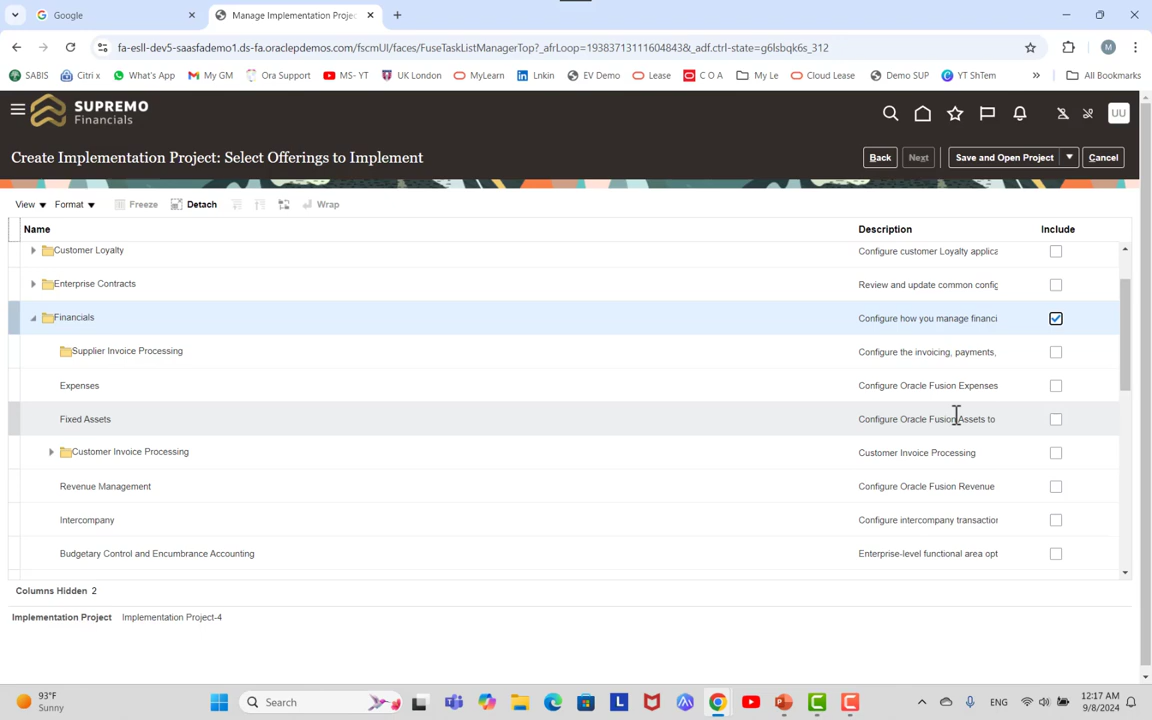 Google
Manage Implementation Projec
fa-esll-dev5-saasfademo1.ds-fa.oraclepdemos.com/fscmUI/faces/FuseTaskListManagerTop?_afrLoop=19383713111604843&_adf.ctrl-state=g6lsbqk6s_312
M
SABIS
Citri x
What's App
My GM
Ora Support
MS- YT
UK London
MyLearn
Lnkin
EV Demo
Lease
C O A
My Le
Cloud Lease
Demo SUP
YT ShTem
»
All Bookmarks
SUPREMO
Financials
UU
Create Implementation Project: Select Offerings to Implement
Back
Next
Save and Open Project
Cancel
View
Format
Freeze
Detach
Wrap
Name Description Include
Customer Loyalty Configure customer Loyalty applica
Enterprise Contracts Review and update common config
Financials Configure how you manage financi
Supplier Invoice Processing Configure the invoicing, payments,
Expenses Configure Oracle Fusion Expenses
Fixed Assets Configure Oracle Fusion Assets to
Customer Invoice Processing Customer Invoice Processing
Revenue Management Configure Oracle Fusion Revenue
Intercompany Configure intercompany transaction
Budgetary Control and Encumbrance Accounting Enterprise-level functional area opt
Columns Hidden 2
Implementation Project Implementation Project-4
93°F
Sunny
Search
ENG
12:17 AM
9/8/2024